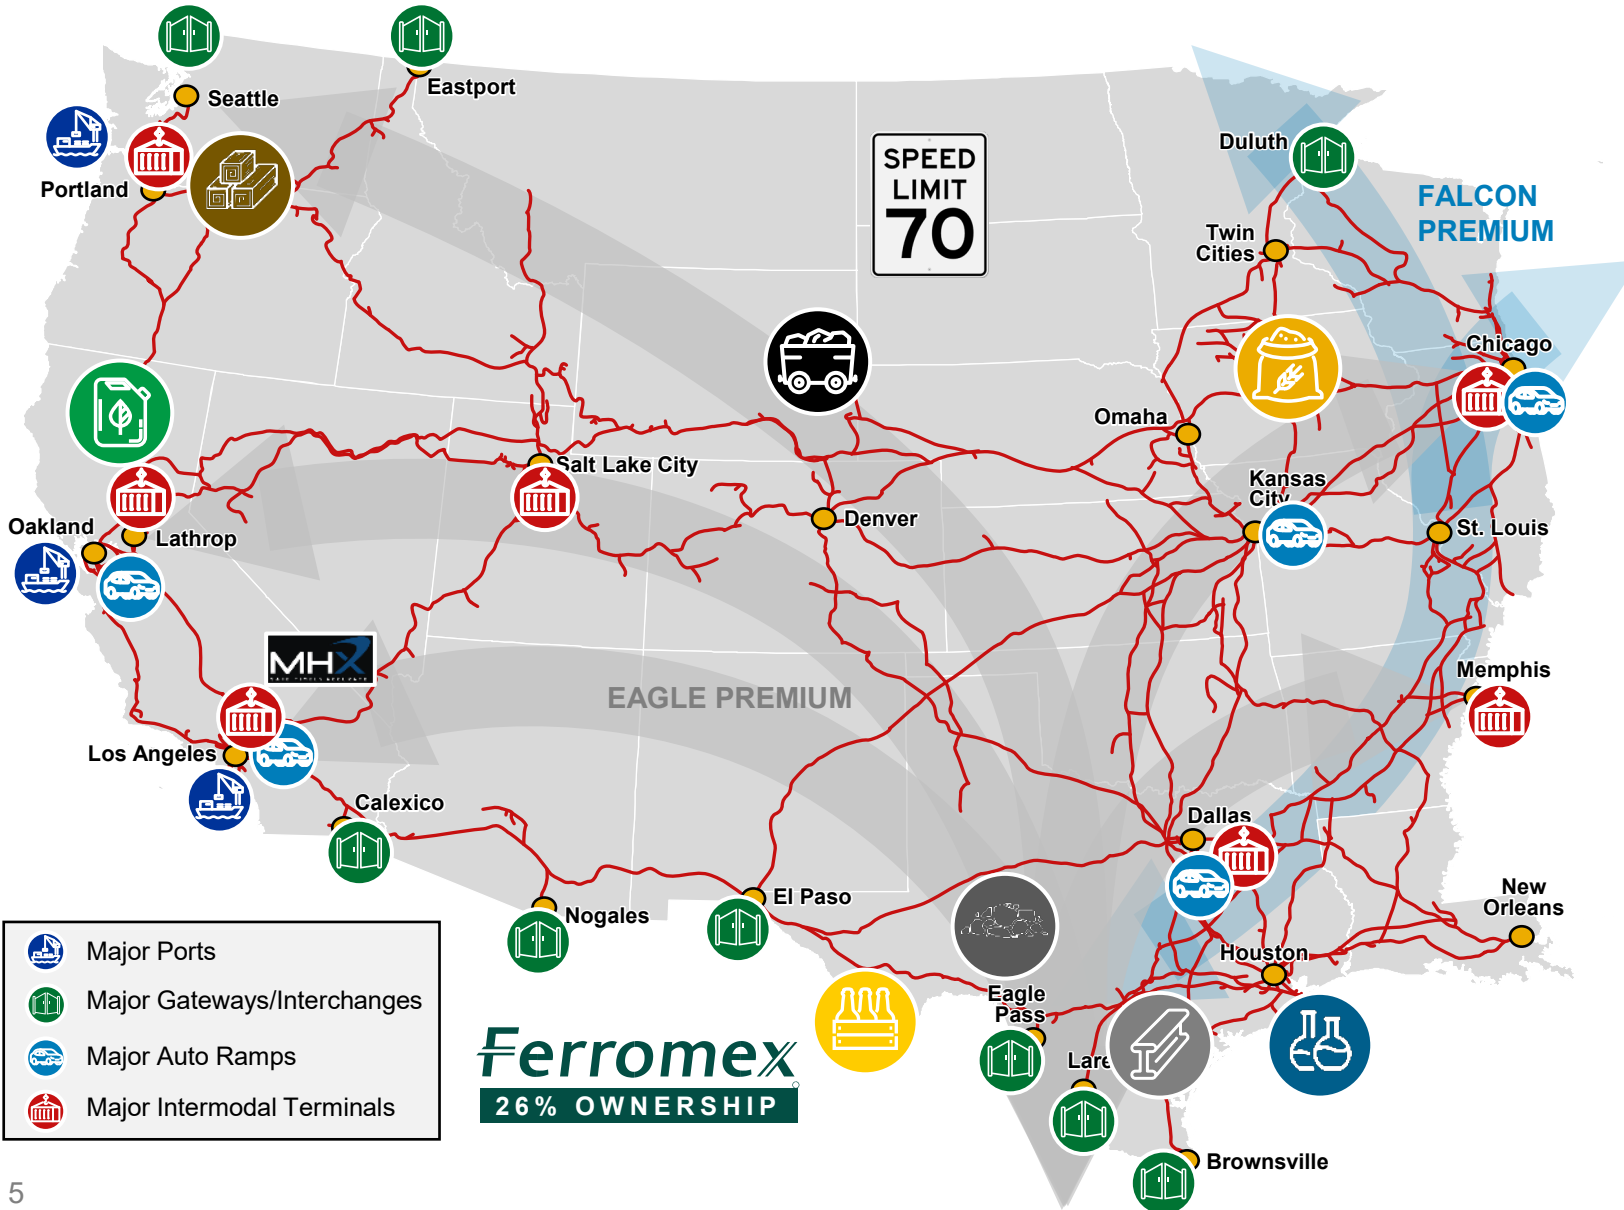 Seattle
Eastport
Portland
SPEED
LIMIT
70
Duluth
FALCON
PREMIUM
Twin
Cities
Chicago
Omaha
Salt Lake City
Kansas
City
Oakland
Lathrop
Denver
St. Louis
MHX
EAGLE PREMIUM
Memphis
Los Angeles
Calexico
Dallas
El Paso
Nogales
New
Orleans
Houston
Eagle
Pass
Lare
Brownsville
Major Ports
Major Gateways/Interchanges
Major Auto Ramps
Major Intermodal Terminals
Ferromex
26% OWNERSHIP
5